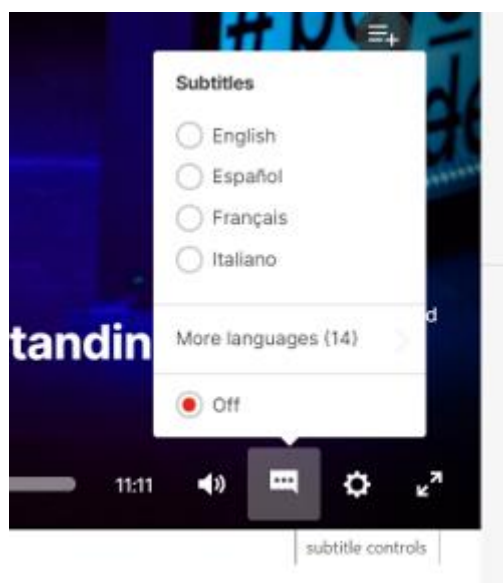 Subtitles
English
Español
Français
Italiano
tandin
d
More languages (14)
Off
11:11
subtitle controls